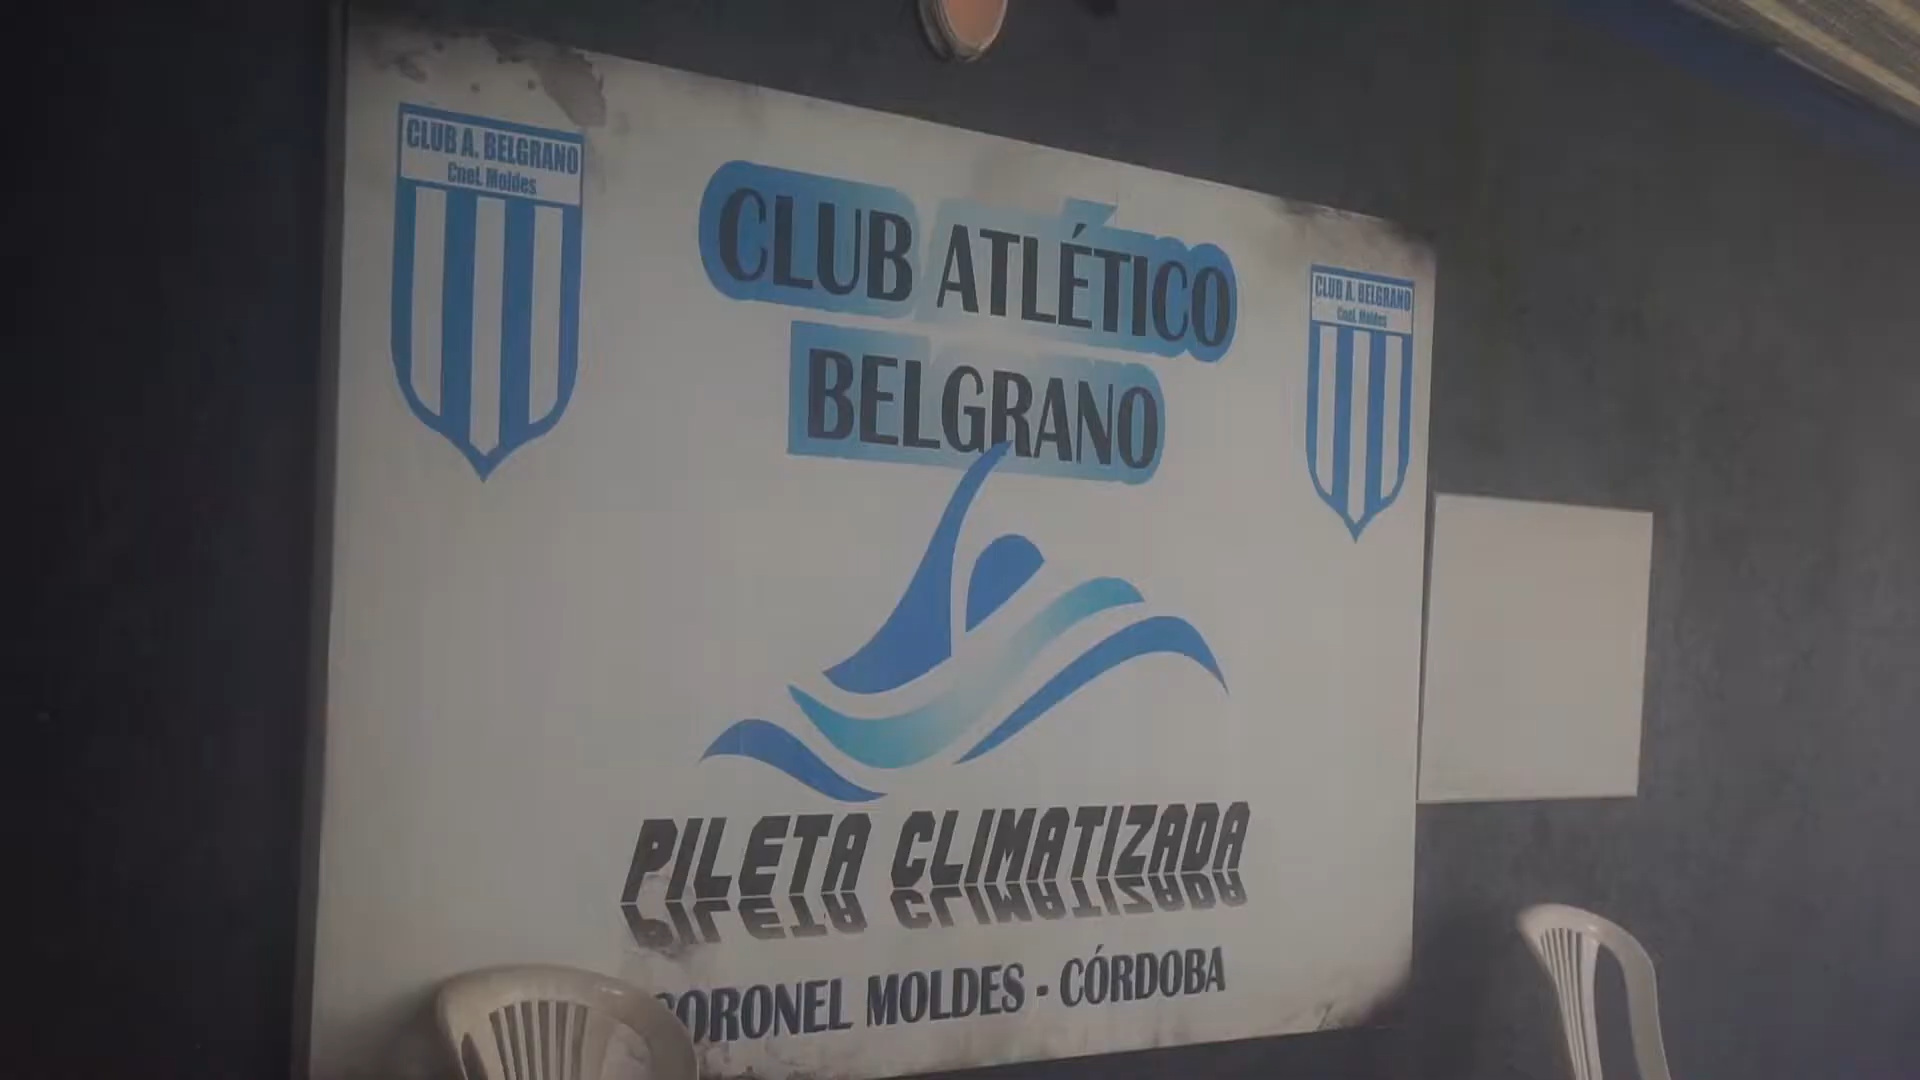 CLUB A. BELGRANO
Cnel. Moldes
CLUB ATLÉTICO
BELGRANO
CLUB A. BELGRANO
Cnel. Moldes
PILETA CLIMATIZADA
CORONEL MOLDES - CÓRDOBA